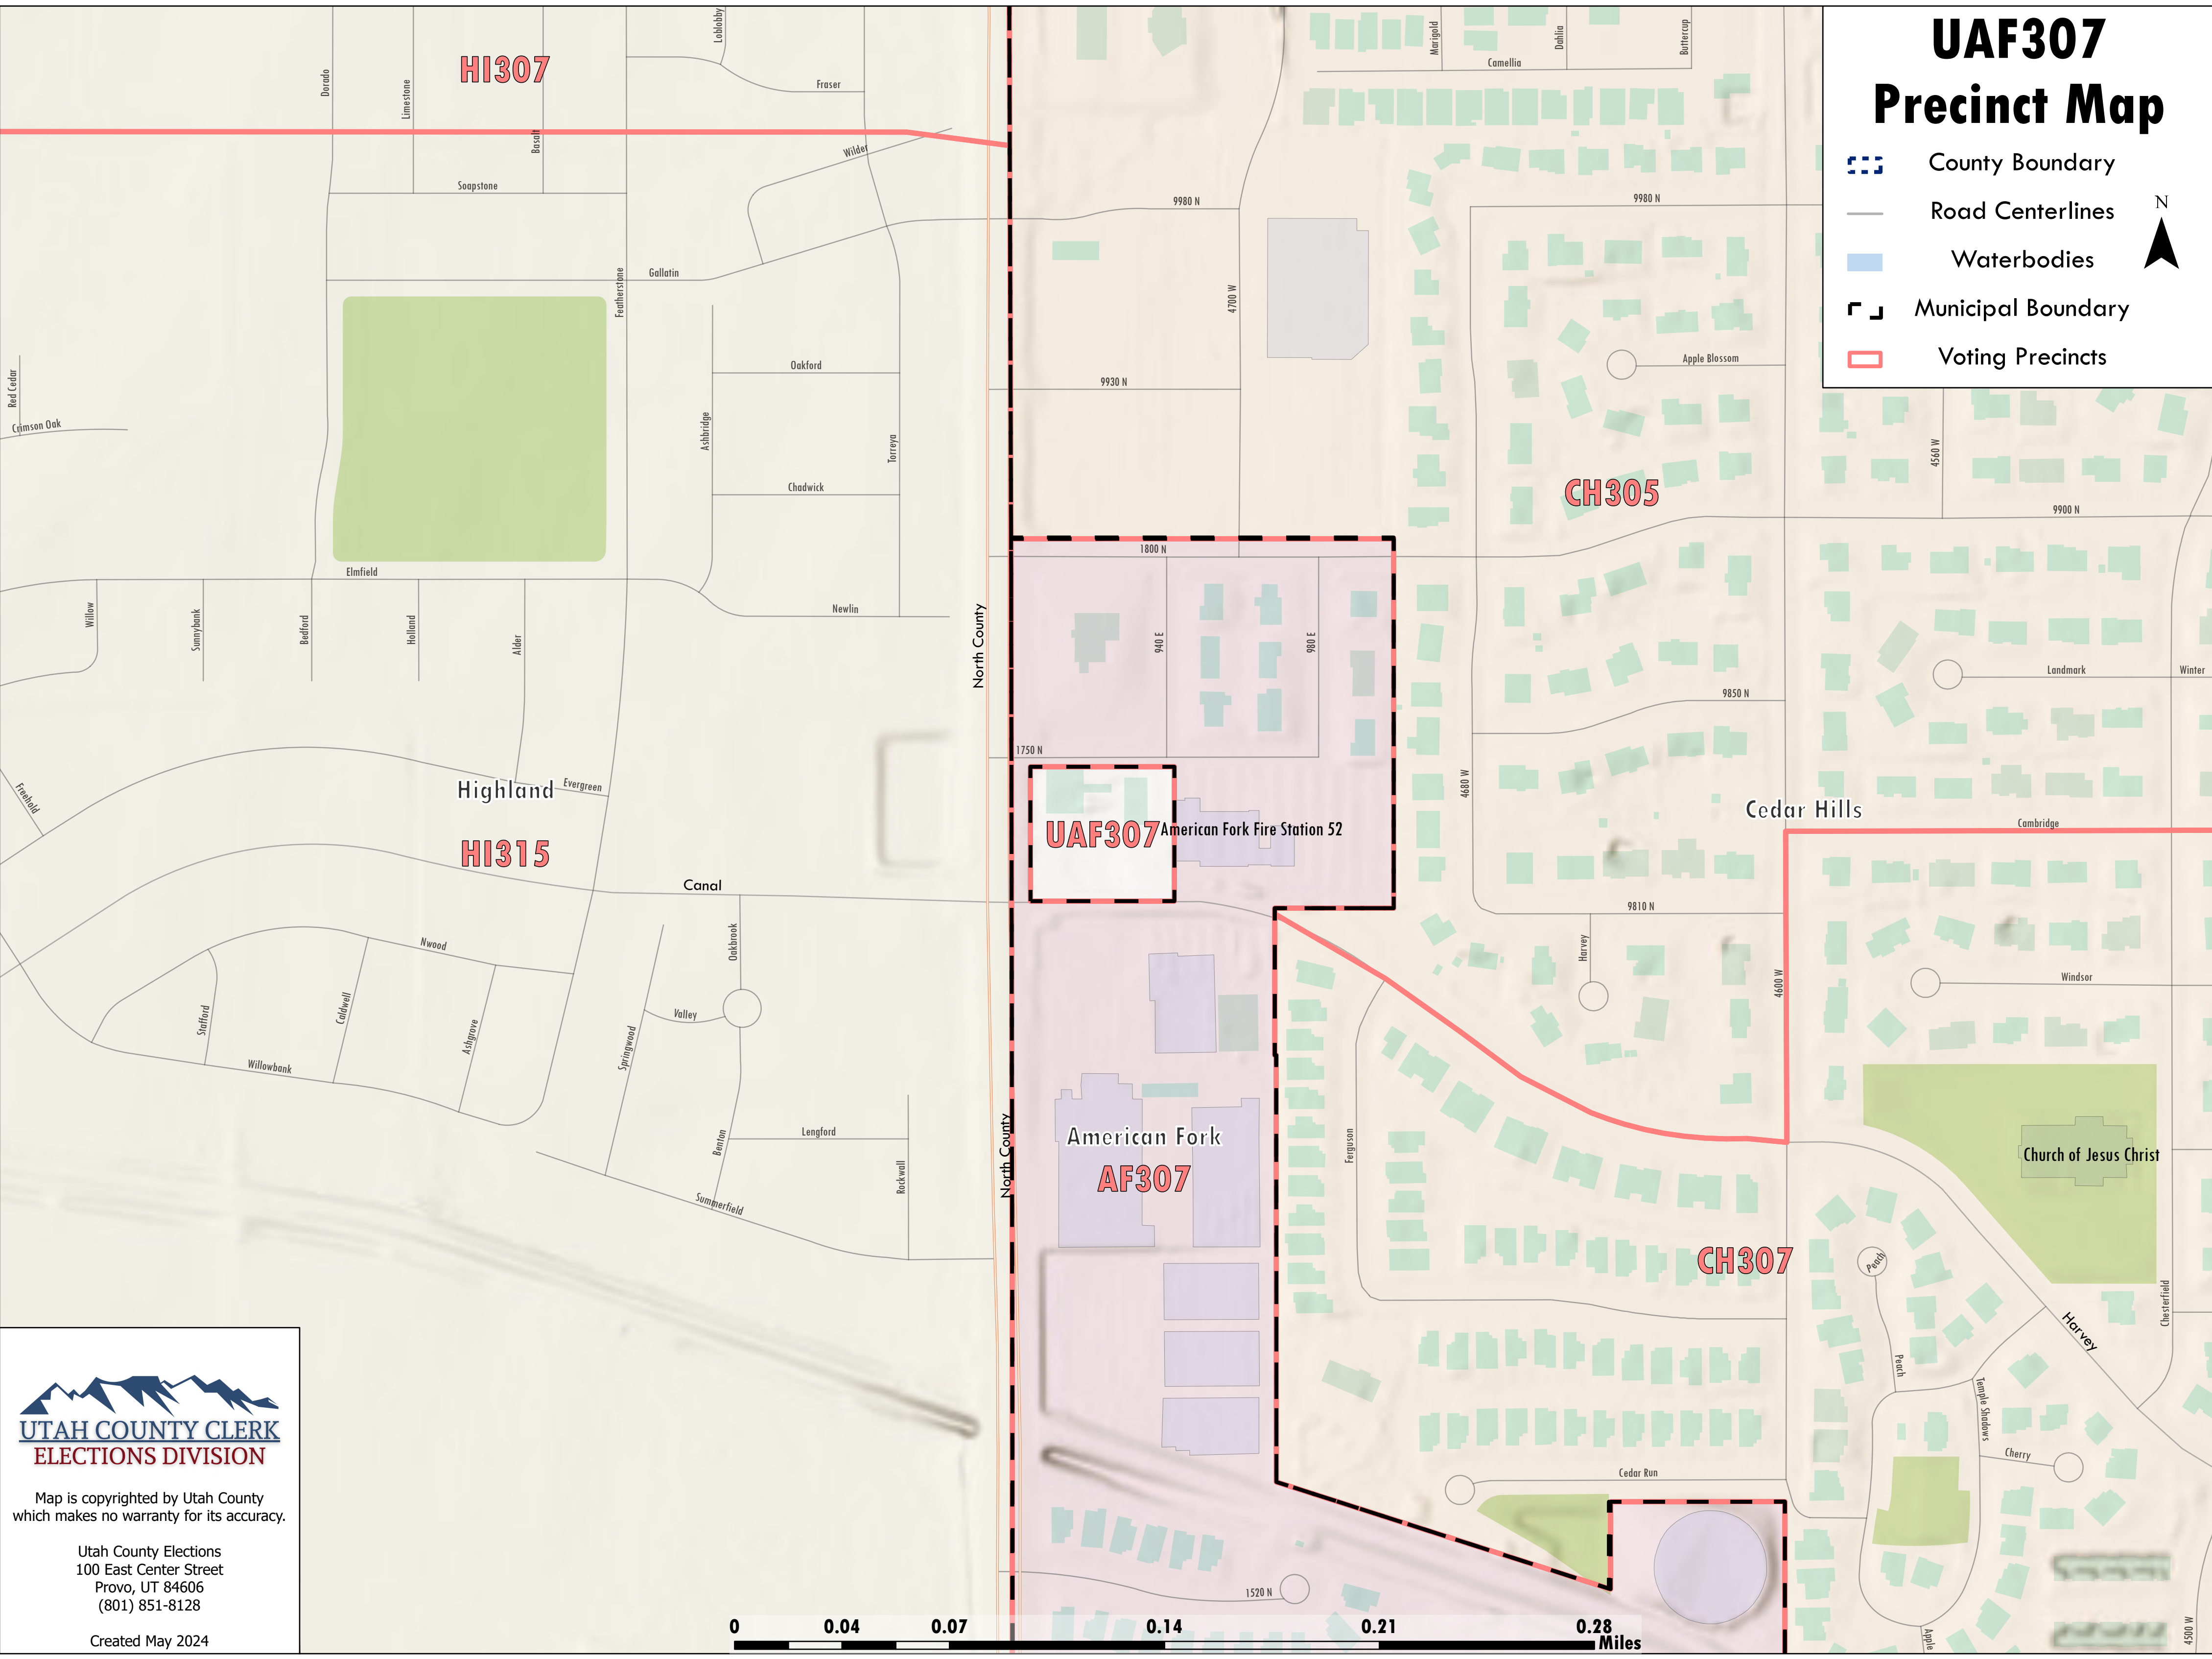 UAF307
Precinct Map
County Boundary
Road Centerlines
N
Waterbodies
Municipal Boundary
Voting Precincts
Loblobby
Marigold
Dahlia
Buttercup
Camellia
HI307
Dorado
Limestone
Fraser
Basalt
Wilder
Soapstone
9980 N
9980 N
Gallatin
Featherstone
4700 W
Apple Blossom
Oakford
9930 N
Red Cedar
Crimson Oak
Ashbridge
Torreya
4560 W
Chadwick
CH305
9900 N
1800 N
Elmfield
Newlin
Willow
Sunnybank
Bedford
Holland
Alder
North County
940 E
980 E
Landmark
Winter
9850 N
1750 N
Freehold
Highland
Evergreen
4680 W
Cedar Hills
Cambridge
UAF307
American Fork Fire Station 52
HI315
Canal
9810 N
Nwood
Oakbrook
Harvey
4600 W
Windsor
Stafford
Caldwell
Ashgrove
Valley
Springwood
Willowbank
Lengford
Benton
Rockwall
North County
American Fork
AF307
Ferguson
Church of Jesus Christ
Summerfield
CH307
Peach
Chesterfield
Harvey
Peach
Temple Shadows
Cherry
Cedar Run
1520 N
Apple
4500 W
UTAH COUNTY CLERK
ELECTIONS DIVISION
Map is copyrighted by Utah County
which makes no warranty for its accuracy.
Utah County Elections
100 East Center Street
Provo, UT 84606
(801) 851-8128
Created May 2024
0 0.04 0.07 0.14 0.21 0.28
Miles